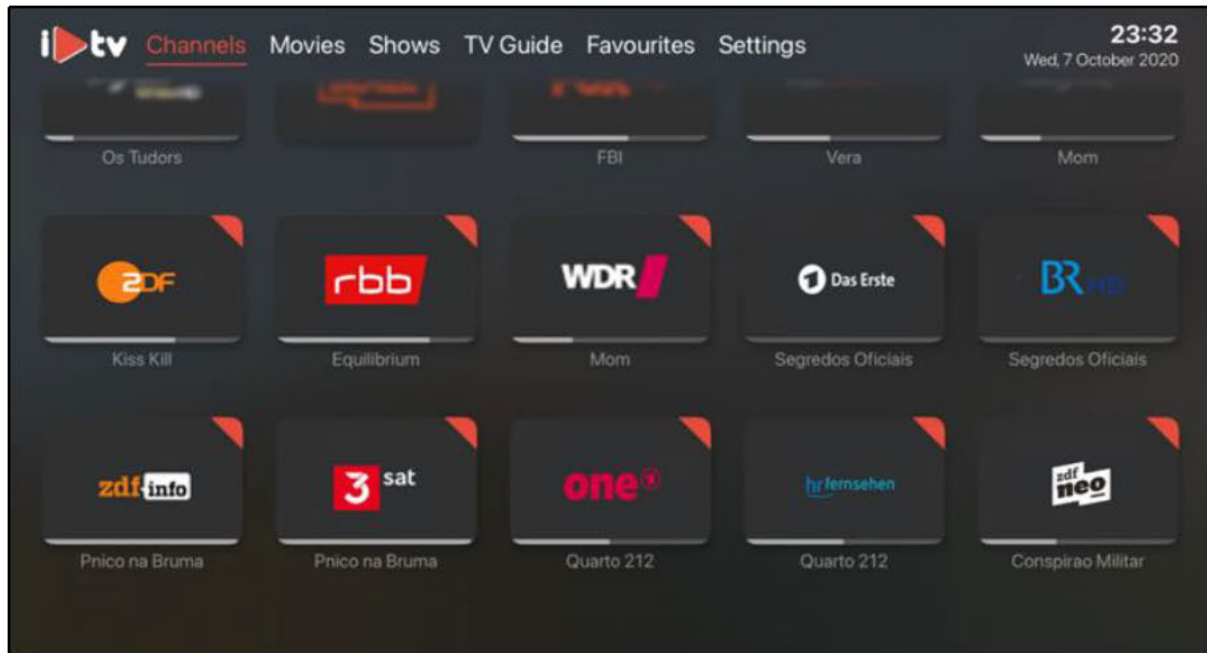 iPtv Channels Movies Shows TV Guide Favourites Settings
23:32
Wed, 7 October 2020
Os Tudors FBI Vera Mom
ZDF rbb WDR Das Erste BR HD
Kiss Kill Equilibrium Mom Segredos Oficiais Segredos Oficiais
zdf info 3 sat one hr fernsehen zdf neo
Pnico na Bruma Pnico na Bruma Quarto 212 Quarto 212 Conspirao Militar